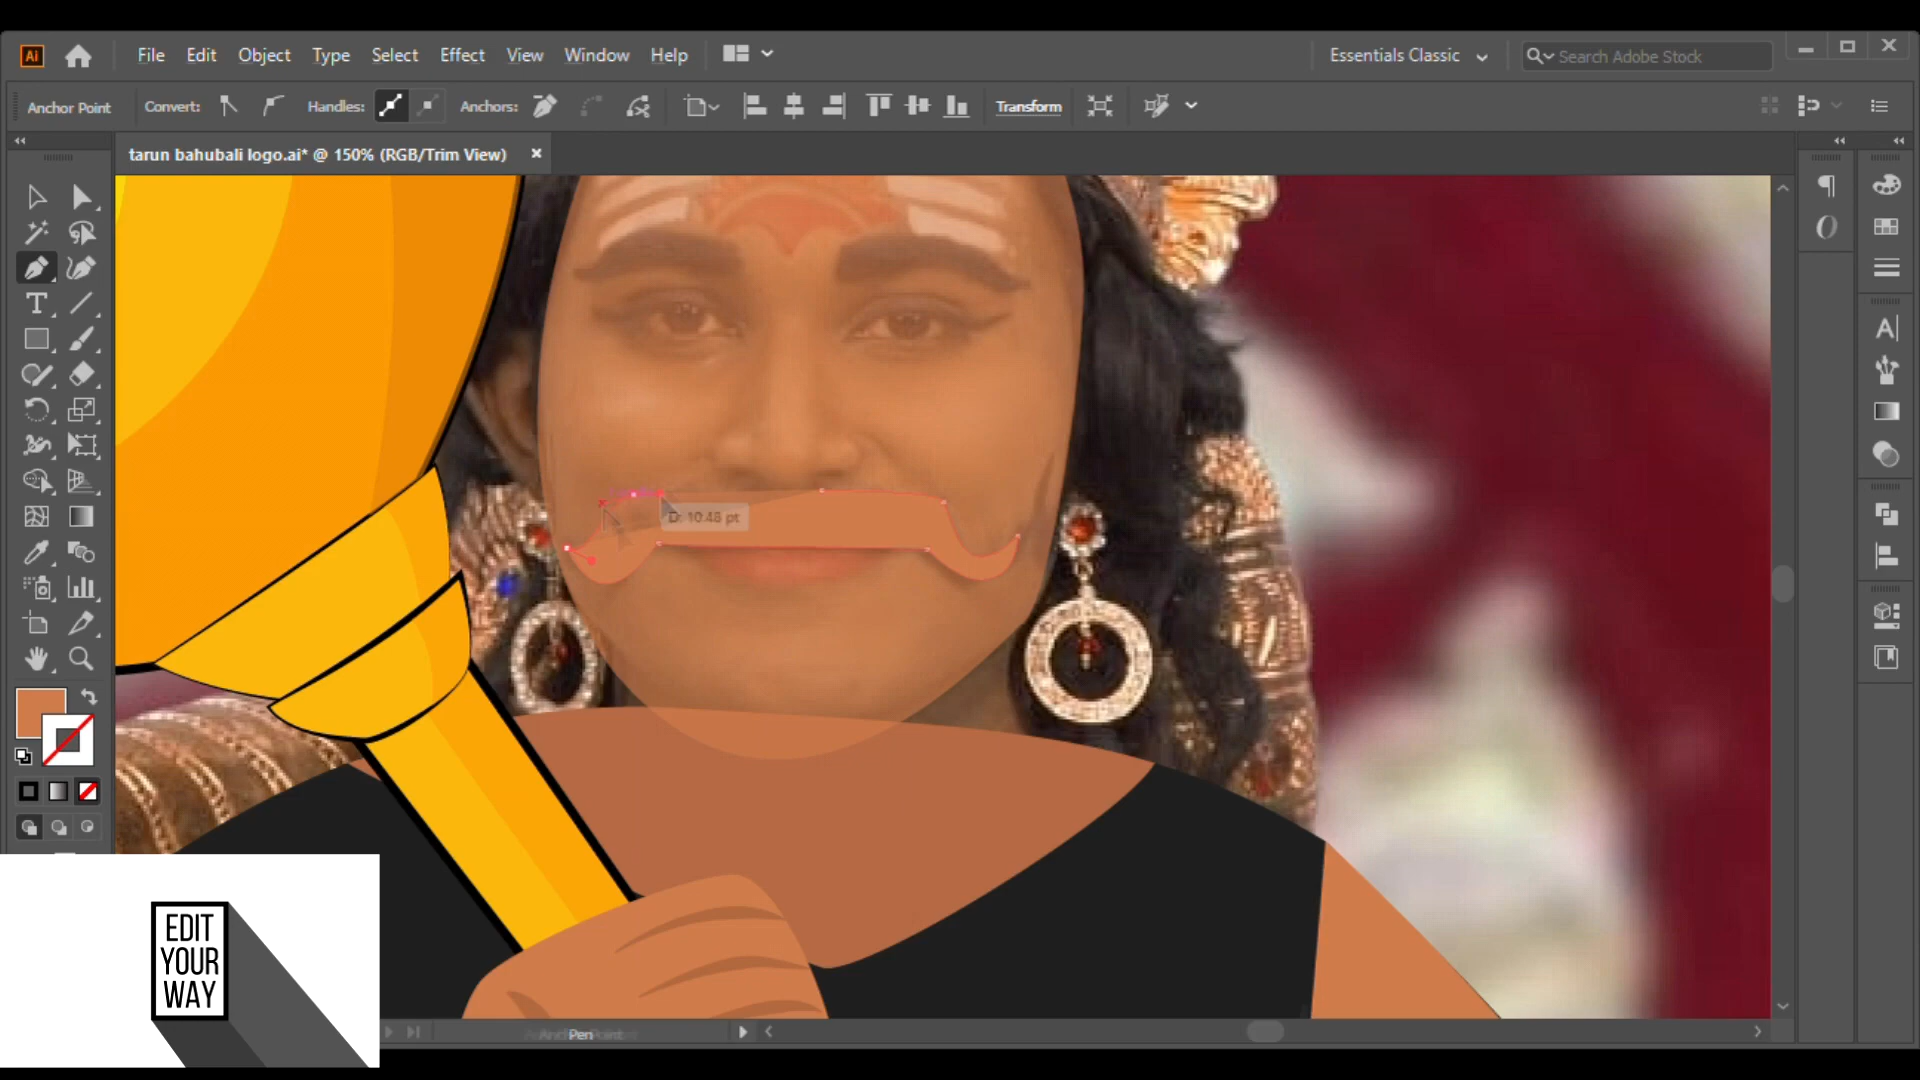 Ai File Edit Object Type Select Effect View Window Help Essentials Classic Search Adobe Stock
Anchor Point Convert: Handles: Anchors: Transform
tarun bahubali logo.ai* @ 150% (RGB/Trim View)
D: 10.48 pt
EDIT
YOUR
WAY
Pen